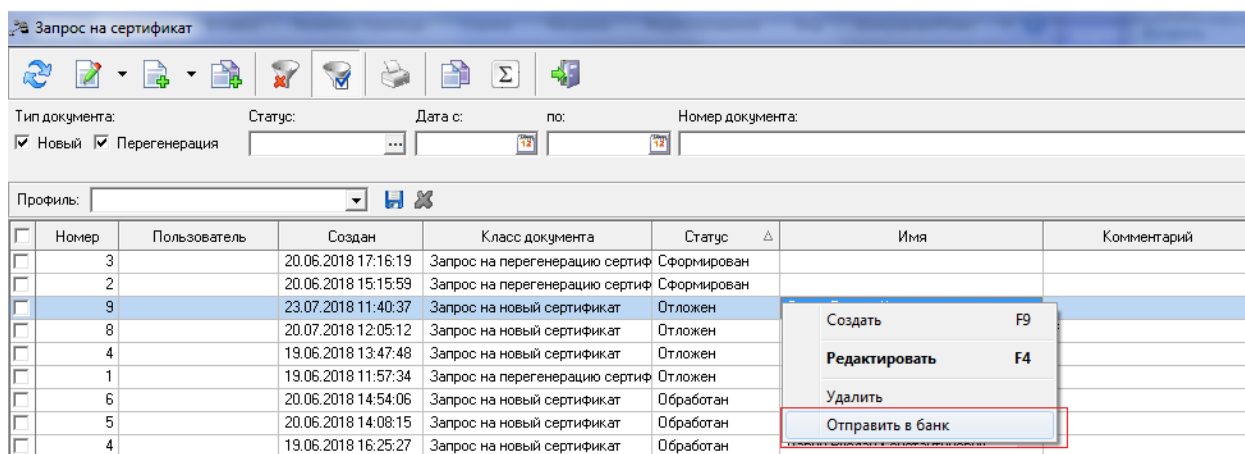 Запрос на сертификат
Тип документа: Статус: Дата с: по: Номер документа:
Новый Перегенерация
Профиль:
Номер Пользователь Создан Класс документа Статус Имя Комментарий
3 20.06.2018 17:16:19 Запрос на перегенерацию сертиф Сформирован
2 20.06.2018 15:15:59 Запрос на перегенерацию сертиф Сформирован
9 23.07.2018 11:40:37 Запрос на новый сертификат Отложен
8 20.07.2018 12:05:12 Запрос на новый сертификат Отложен
4 19.06.2018 13:47:48 Запрос на новый сертификат Отложен
1 19.06.2018 11:57:34 Запрос на перегенерацию сертиф Отложен
6 20.06.2018 14:54:06 Запрос на новый сертификат Обработан
5 20.06.2018 14:08:15 Запрос на новый сертификат Обработан
4 19.06.2018 16:25:27 Запрос на новый сертификат Обработан
Создать F9
Редактировать F4
Удалить
Отправить в банк